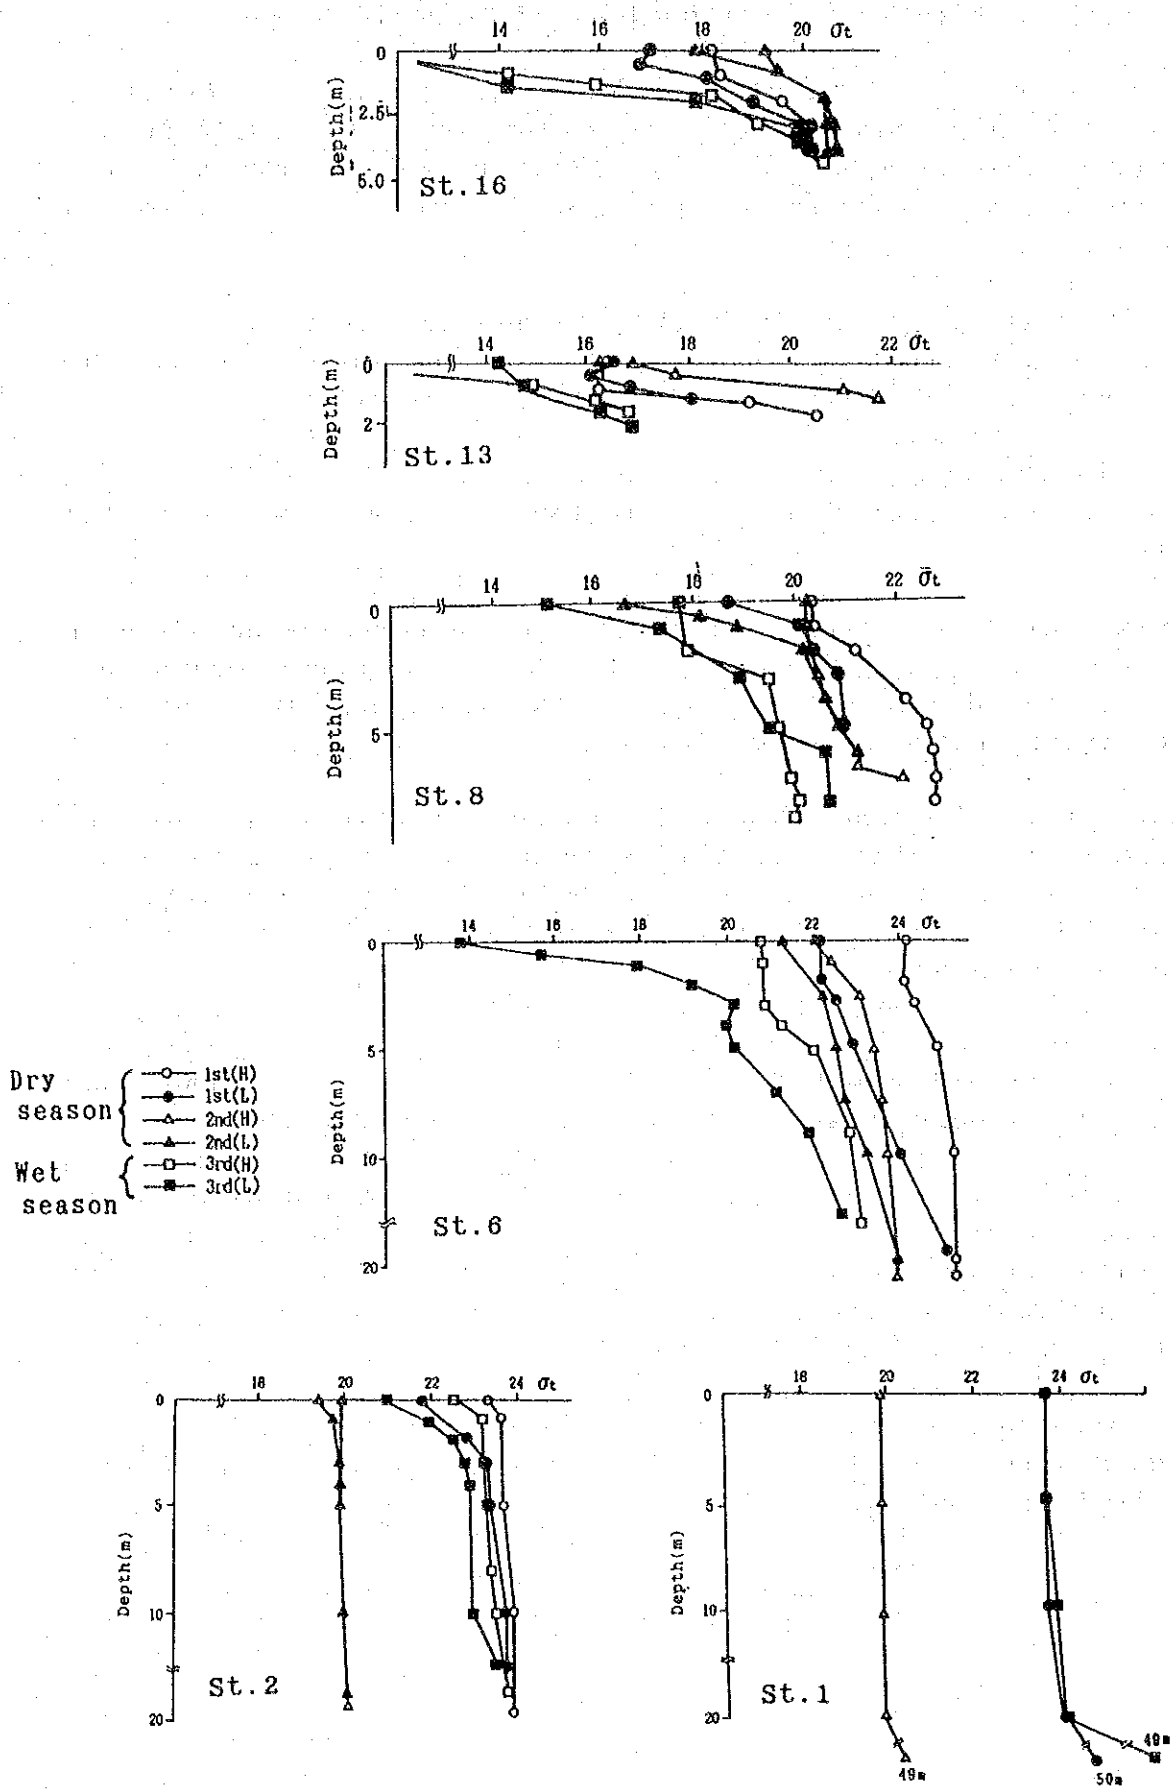 14 16 18 20 σt
0
2.5
5.0
Depth(m)
St.16
14 16 18 20 22 σt
0
2
Depth(m)
St.13
14 16 18 20 22 σt
0
5
Depth(m)
St.8
14 16 18 20 22 24 σt
0
5
10
20
Depth(m)
St.6
Dry
season
1st(H)
1st(L)
2nd(H)
2nd(L)
Wet
season
3rd(H)
3rd(L)
18 20 22 24 σt
0
5
10
20
Depth(m)
St.2
18 20 22 24 σt
0
5
10
20
Depth(m)
St.1
49m
50m
49m